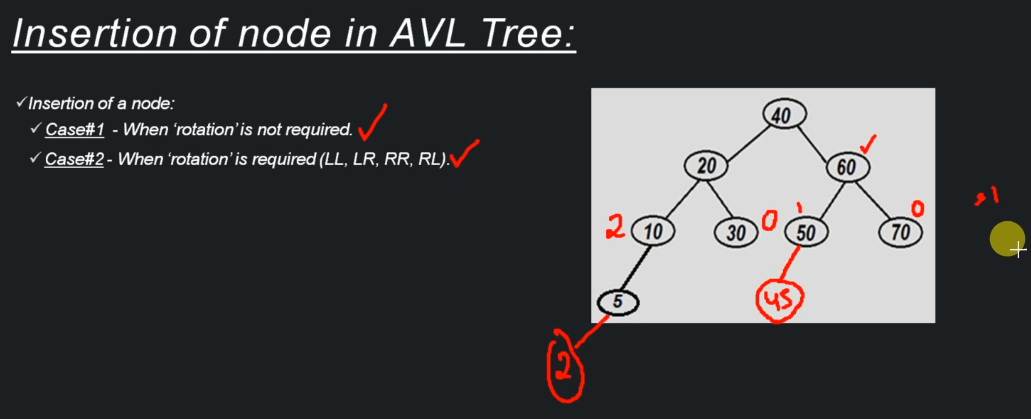 Insertion of node in AVL Tree:
✓Insertion of a node:
✓ Case#1 - When ‘rotation’ is not required.
✓ Case#2 - When ‘rotation’ is required (LL, LR, RR, RL).
40
20 60
2 10 30 0 1 50 70 0
5 45
2